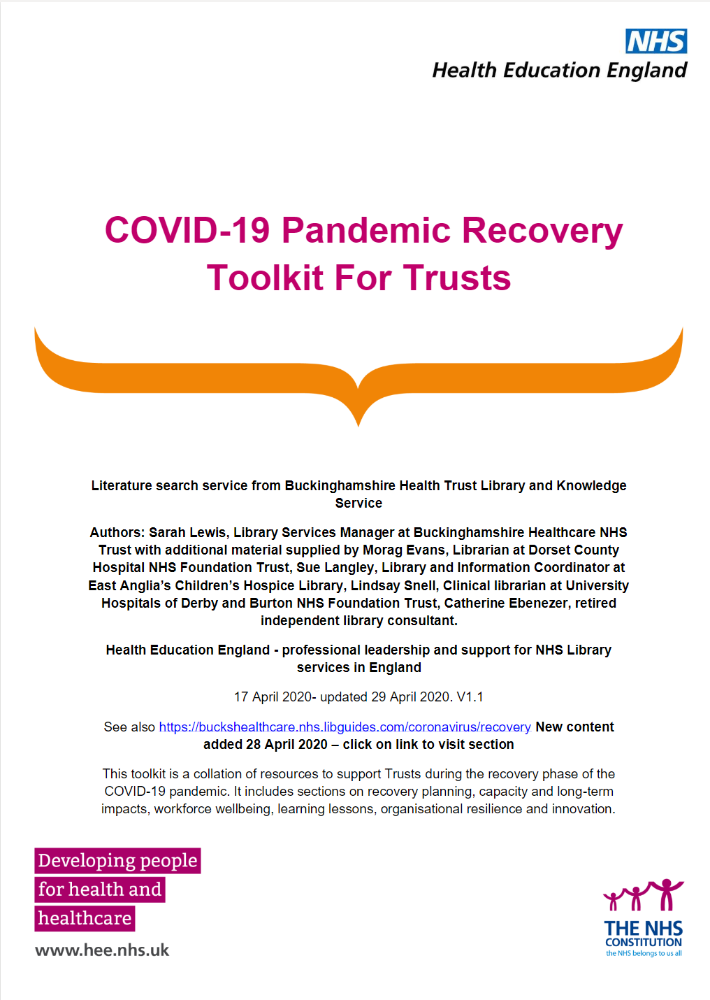 NHS
Health Education England
COVID-19 Pandemic Recovery
Toolkit For Trusts
Literature search service from Buckinghamshire Health Trust Library and Knowledge
Service
Authors: Sarah Lewis, Library Services Manager at Buckinghamshire Healthcare NHS
Trust with additional material supplied by Morag Evans, Librarian at Dorset County
Hospital NHS Foundation Trust, Sue Langley, Library and Information Coordinator at
East Anglia’s Children’s Hospice Library, Lindsay Snell, Clinical librarian at University
Hospitals of Derby and Burton NHS Foundation Trust, Catherine Ebenezer, retired
independent library consultant.
Health Education England - professional leadership and support for NHS Library
services in England
17 April 2020- updated 29 April 2020. V1.1
See also https://buckshealthcare.nhs.libguides.com/coronavirus/recovery New content
added 28 April 2020 – click on link to visit section
This toolkit is a collation of resources to support Trusts during the recovery phase of the
COVID-19 pandemic. It includes sections on recovery planning, capacity and long-term
impacts, workforce wellbeing, learning lessons, organisational resilience and innovation.
Developing people
for health and
healthcare
www.hee.nhs.uk
THE NHS
CONSTITUTION
the NHS belongs to us all